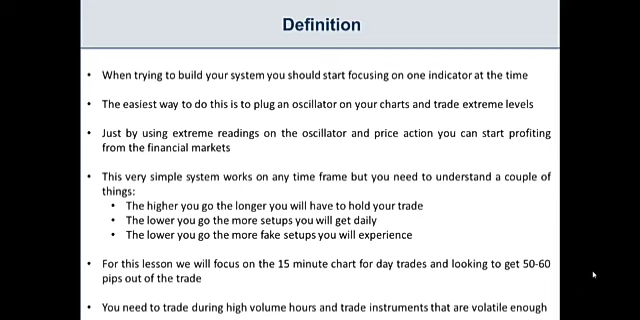 Definition
• When trying to build your system you should start focusing on one indicator at the time
• The easiest way to do this is to plug an oscillator on your charts and trade extreme levels
• Just by using extreme readings on the oscillator and price action you can start profiting
from the financial markets
• This very simple system works on any time frame but you need to understand a couple of
things:
• The higher you go the longer you will have to hold your trade
• The lower you go the more setups you will get daily
• The lower you go the more fake setups you will experience
• For this lesson we will focus on the 15 minute chart for day trades and looking to get 50-60
pips out of the trade
• You need to trade during high volume hours and trade instruments that are volatile enough